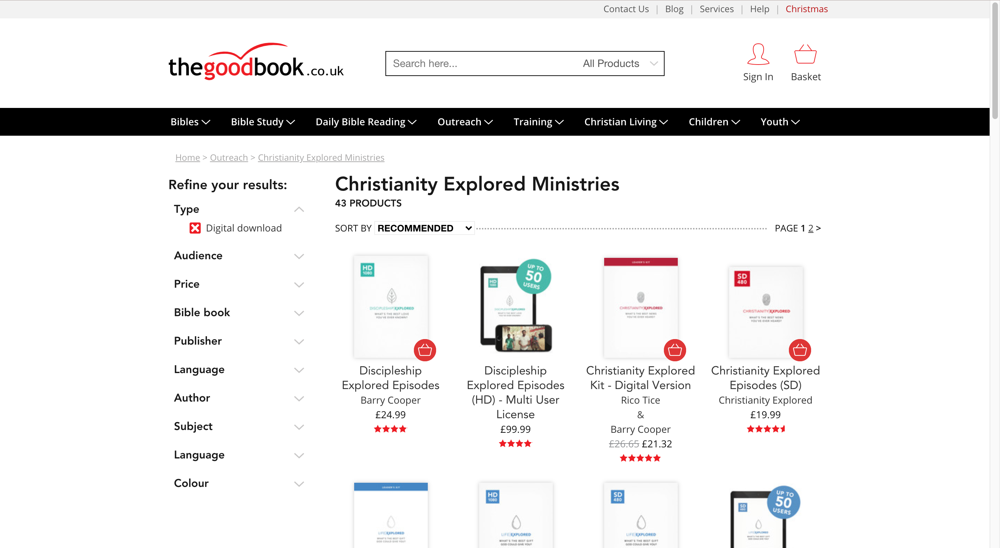 Contact Us | Blog | Services | Help | Christmas
thegoodbook.co.uk
Search here...
All Products
Sign In
Basket
Bibles
Bible Study
Daily Bible Reading
Outreach
Training
Christian Living
Children
Youth
Home > Outreach > Christianity Explored Ministries
Refine your results:
Type
Digital download
Audience
Price
Bible book
Publisher
Language
Author
Subject
Language
Colour
Christianity Explored Ministries
43 PRODUCTS
SORT BY RECOMMENDED
PAGE 1 2 >
HD
1080
DISCIPLESHIP|EXPLORED
WHAT'S THE BEST LOVE
YOU'VE EVER KNOWN?
Discipleship
Explored Episodes
Barry Cooper
£24.99
UP TO
50
USERS
HD
1080
DISCIPLESHIP|EXPLORED
WHAT'S THE BEST LOVE
YOU'VE EVER KNOWN?
Discipleship
Explored Episodes
(HD) - Multi User
License
£99.99
LEADER'S KIT
CHRISTIANITY|EXPLORED
WHAT'S THE BEST NEWS
YOU'VE EVER HEARD?
Christianity Explored
Kit - Digital Version
Rico Tice
&
Barry Cooper
£26.65 £21.32
SD
480
CHRISTIANITY|EXPLORED
WHAT'S THE BEST NEWS
YOU'VE EVER HEARD?
Christianity Explored
Episodes (SD)
Christianity Explored
£19.99
LEADER'S KIT
LIFE|EXPLORED
WHAT'S THE BEST GIFT
GOD COULD GIVE YOU?
HD
1080
LIFE|EXPLORED
WHAT'S THE BEST GIFT
GOD COULD GIVE YOU?
SD
480
LIFE|EXPLORED
WHAT'S THE BEST GIFT
GOD COULD GIVE YOU?
UP TO
50
USERS
SD
480
LIFE|EXPLORED
WHAT'S THE BEST GIFT
GOD COULD GIVE YOU?